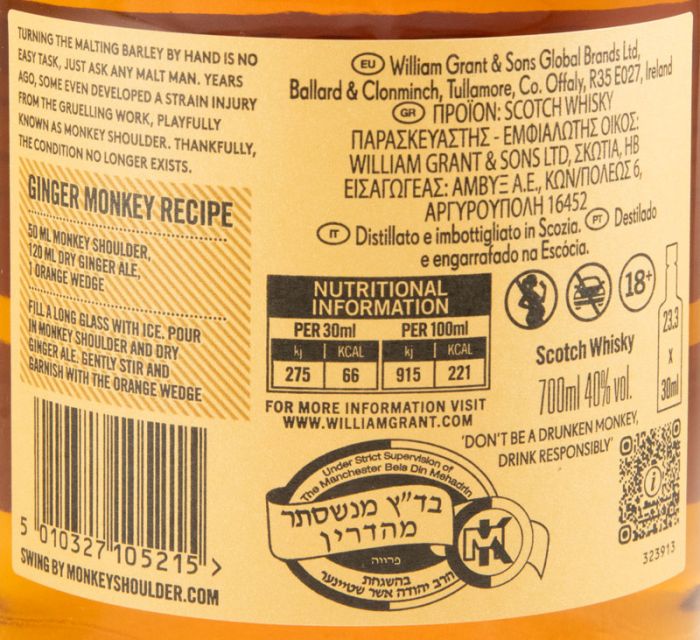 TURNING THE MALTING BARLEY BY HAND IS NO
EASY TASK, JUST ASK ANY MALT MAN. YEARS
AGO, SOME EVEN DEVELOPED A STRAIN INJURY
FROM THE GRUELLING WORK, PLAYFULLY
KNOWN AS MONKEY SHOULDER. THANKFULLY,
THE CONDITION NO LONGER EXISTS.
GINGER MONKEY RECIPE
50 ML MONKEY SHOULDER,
120 ML DRY GINGER ALE,
1 ORANGE WEDGE
FILL A LONG GLASS WITH ICE. POUR
IN MONKEY SHOULDER AND DRY
GINGER ALE. GENTLY STIR AND
GARNISH WITH THE ORANGE WEDGE
5 010327 105215 >
SWING BY MONKEYSHOULDER.COM
EU William Grant & Sons Global Brands Ltd,
Ballard & Clonminch, Tullamore, Co. Offaly, R35 E027, Ireland
GR ΠΡΟΪΟΝ: SCOTCH WHISKY
ΠΑΡΑΣΚΕΥΑΣΤΗΣ - ΕΜΦΙΑΛΩΤΗΣ ΟΙΚΟΣ:
WILLIAM GRANT & SONS LTD, ΣΚΩΤΙΑ, ΗΒ
ΕΙΣΑΓΩΓΕΑΣ: ΑΜΒΥΞ Α.Ε., ΚΩΝ/ΠΟΛΕΩΣ 6,
ΑΡΓΥΡΟΥΠΟΛΗ 16452
IT Distillato e imbottigliato in Scozia. PT Destilado
e engarrafado na Escócia.
NUTRITIONAL
INFORMATION
PER 30ml PER 100ml
kj KCAL kj KCAL
275 66 915 221
FOR MORE INFORMATION VISIT
WWW.WILLIAMGRANT.COM
18+
Scotch Whisky
700ml 40% vol.
23.3
x
30ml
'DON'T BE A DRUNKEN MONKEY,
DRINK RESPONSIBLY'
Under Strict Supervision of
The Manchester Beis Din Mehadrin
בד"ץ מנשסתר
מהדרין
פרווה
בהשגחת
הרב יהודה אשר שטיינער
MK
323913